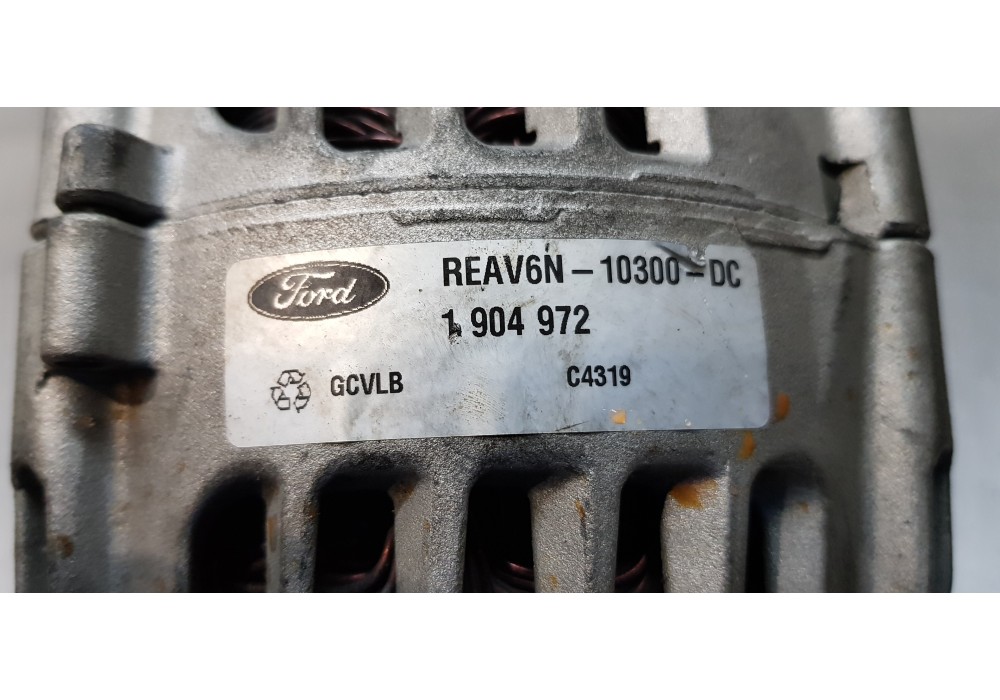 Ford
REAV6N-10300-DC
1 904 972
GCVLB C4319